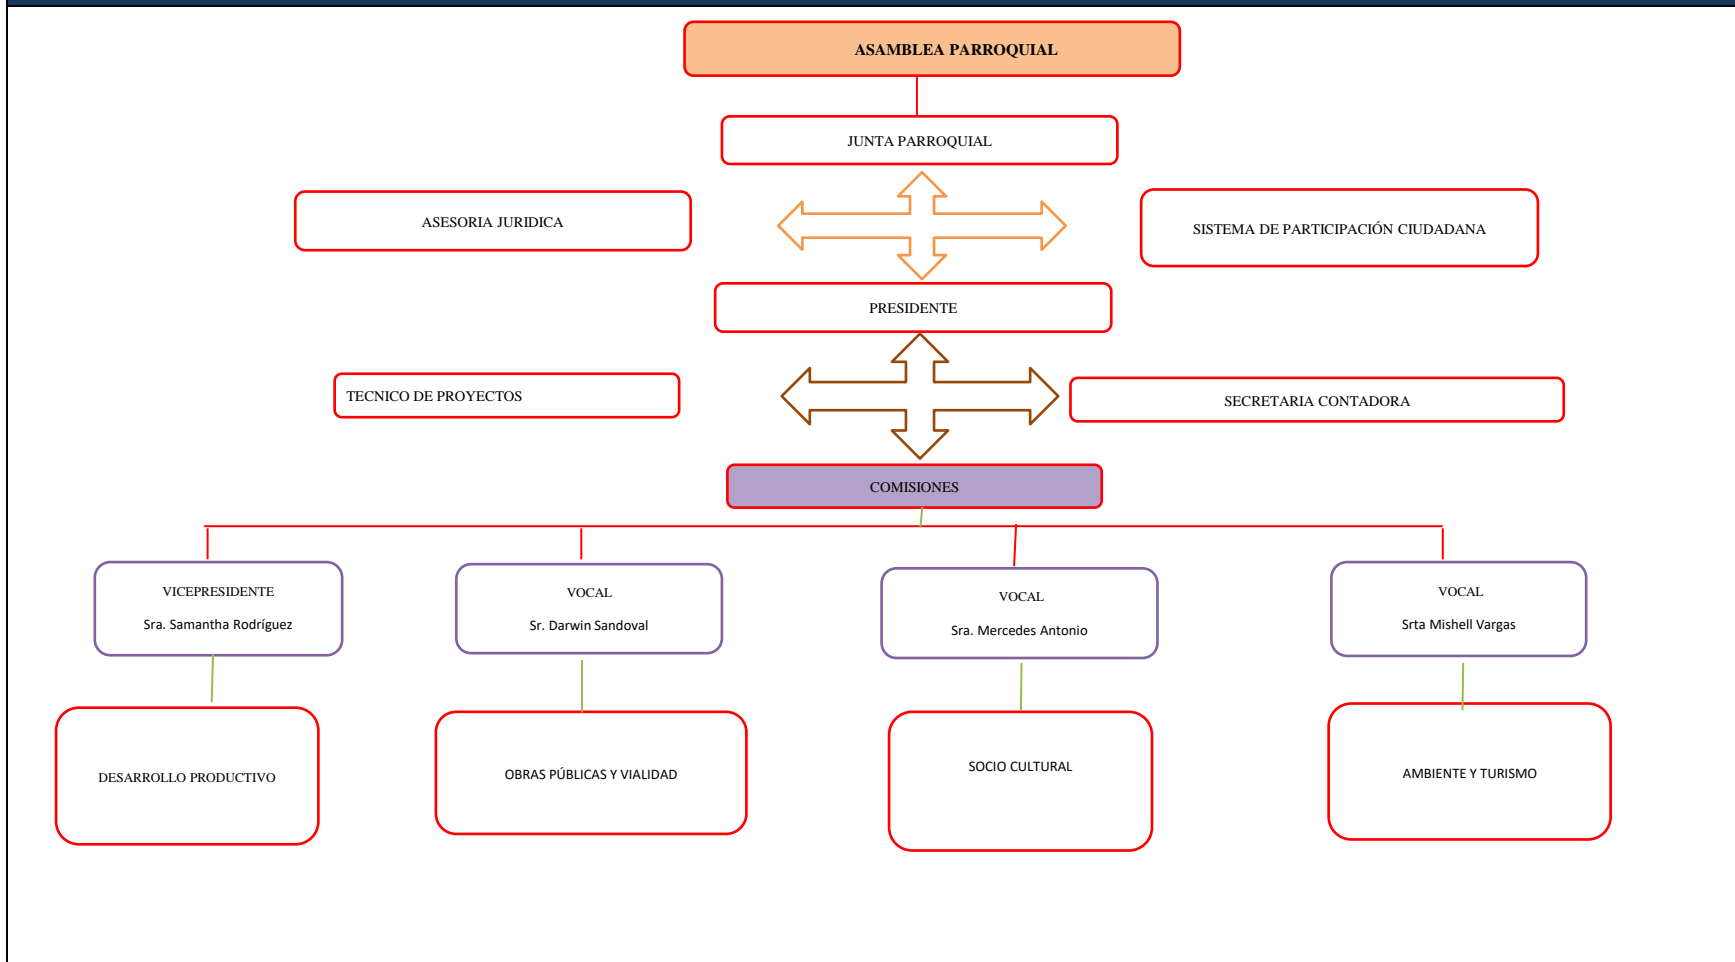 ASAMBLEA PARROQUIAL
JUNTA PARROQUIAL
ASESORIA JURIDICA
SISTEMA DE PARTICIPACIÓN CIUDADANA
PRESIDENTE
TECNICO DE PROYECTOS
SECRETARIA CONTADORA
COMISIONES
VICEPRESIDENTE
Sra. Samantha Rodríguez
VOCAL
Sr. Darwin Sandoval
VOCAL
Sra. Mercedes Antonio
VOCAL
Srta Mishell Vargas
DESARROLLO PRODUCTIVO
OBRAS PÚBLICAS Y VIALIDAD
SOCIO CULTURAL
AMBIENTE Y TURISMO